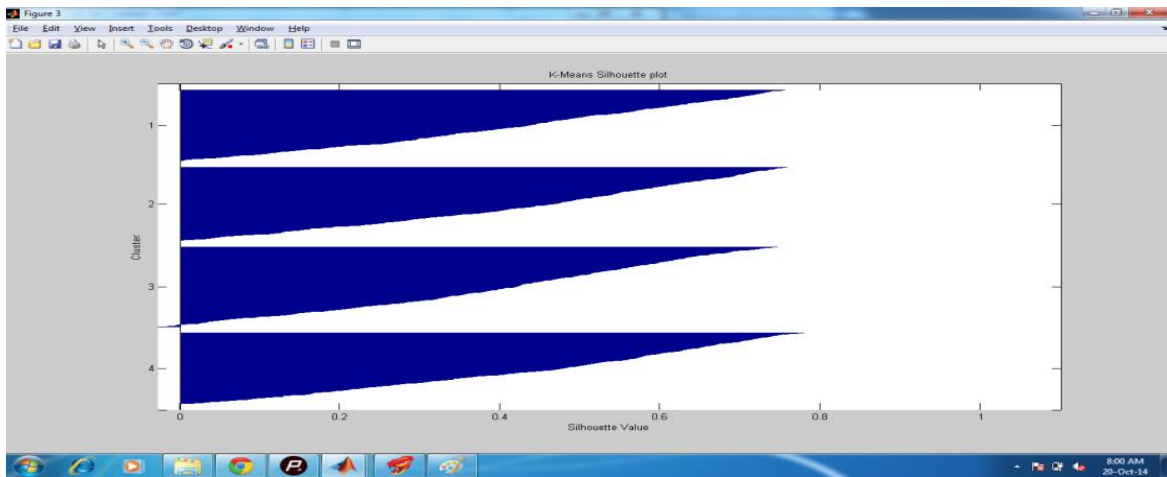 Figure 3
File Edit View Insert Tools Desktop Window Help
K-Means Silhouette plot
1
2
3
4
Cluster
0 0.2 0.4 0.6 0.8 1
Silhouette Value
8:00 AM
20-Oct-14